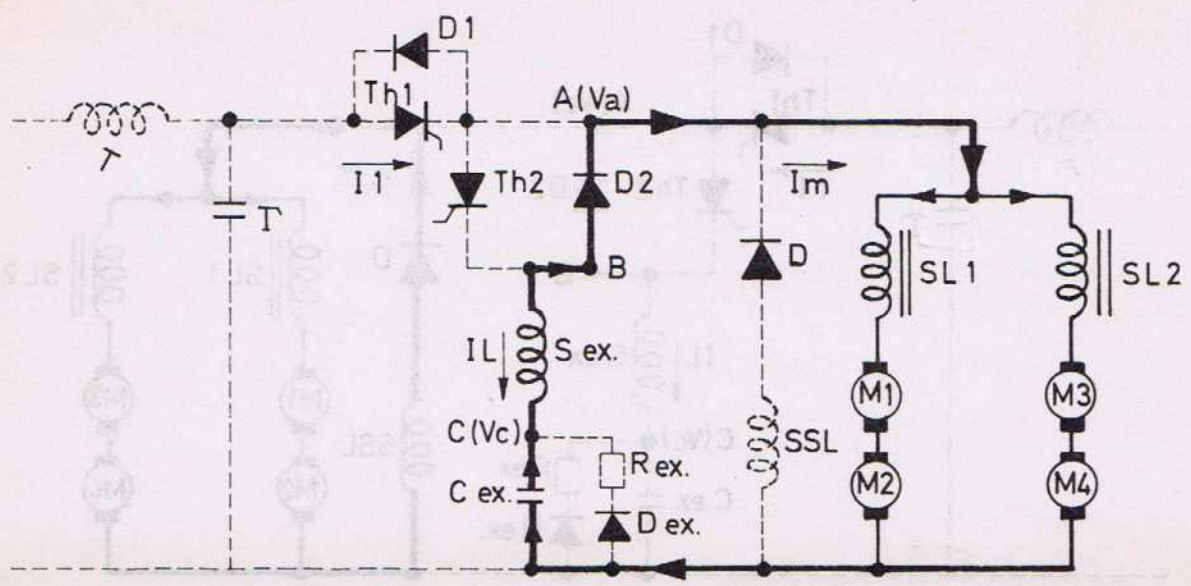 D1
Th1
A(Va)
I1
Th2
D2
Im
T
T
B
D
SL1
SL2
IL
S ex.
C(Vc)
C ex.
R ex.
D ex.
SSL
M1
M3
M2
M4